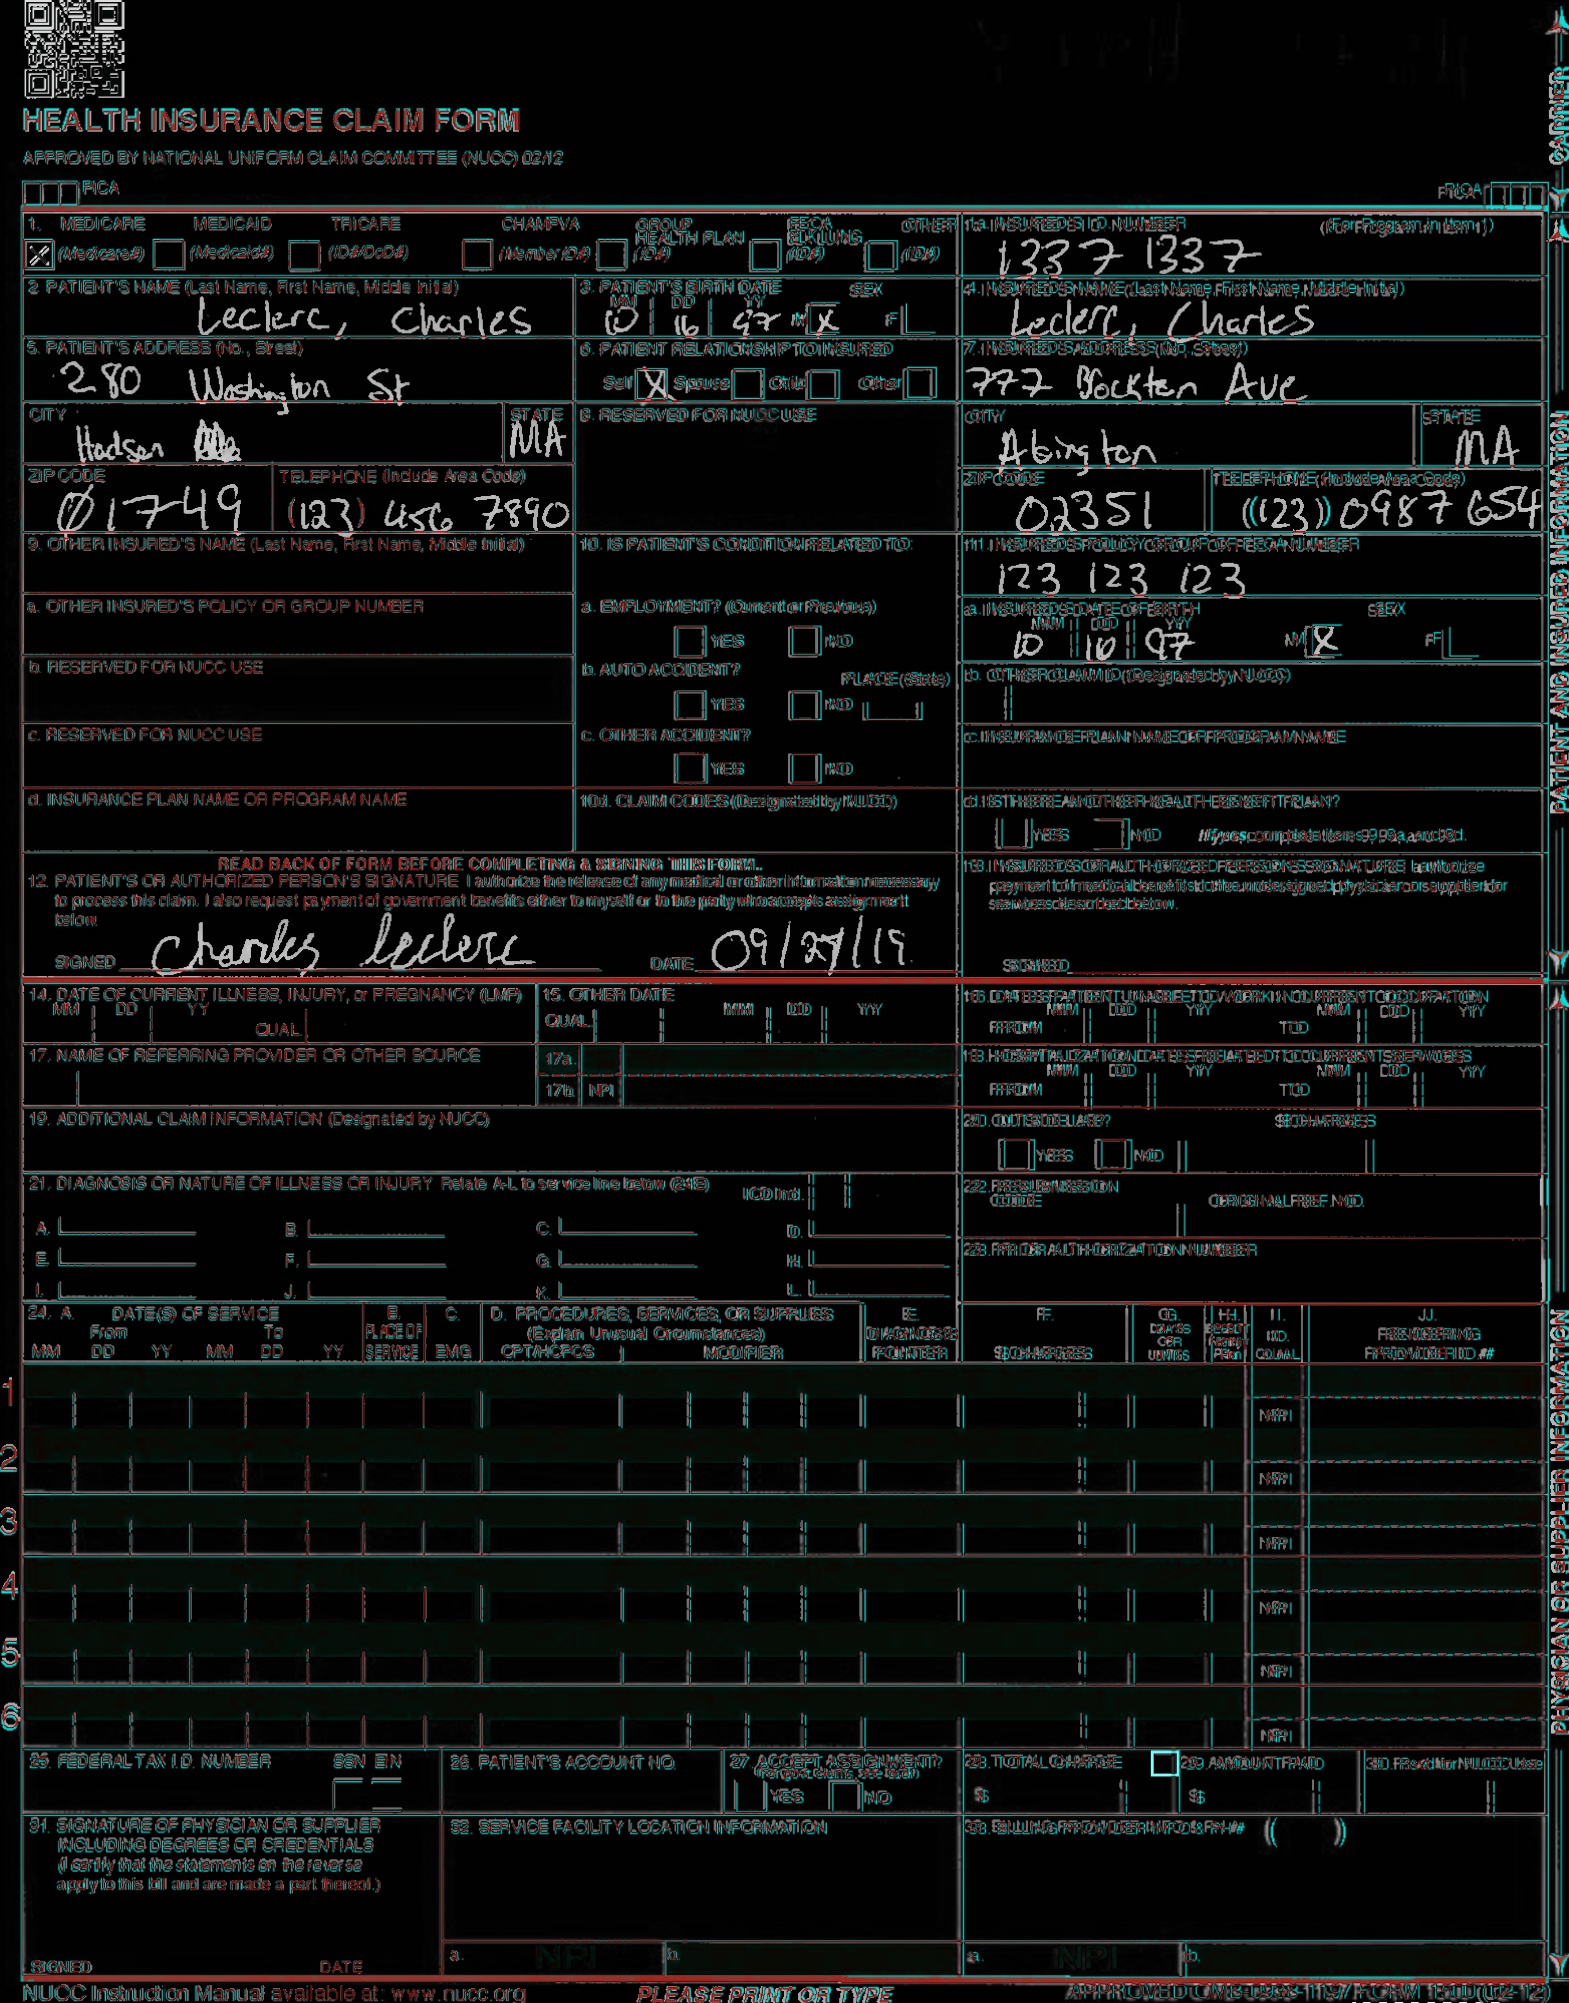 HEALTH INSURANCE CLAIM FORM
APPROVED BY NATIONAL UNIFORM CLAIM COMMITTEE (NUCC) 02/12
PICA PICA
1. MEDICARE MEDICAID TRICARE CHAMPVA GROUP HEALTH PLAN FECA BLK LUNG OTHER
(Medicare#) (Medicaid#) (ID#/DoD#) (Member ID#) (ID#) (ID#) (ID#)
1a. INSURED'S I.D. NUMBER (For Program in Item 1)
1337 1337
2. PATIENT'S NAME (Last Name, First Name, Middle Initial)
Leclerc, Charles
3. PATIENT'S BIRTH DATE SEX
MM DD YY
10 16 97 M X F
4. INSURED'S NAME (Last Name, First Name, Middle Initial)
Leclerc, Charles
5. PATIENT'S ADDRESS (No., Street)
280 Washington St
6. PATIENT RELATIONSHIP TO INSURED
Self X Spouse Child Other
7. INSURED'S ADDRESS (No., Street)
777 Brockton Ave
CITY STATE
Hudson MA
8. RESERVED FOR NUCC USE
CITY STATE
Abington MA
ZIP CODE TELEPHONE (Include Area Code)
01749 (123) 456 7890
ZIP CODE TELEPHONE (Include Area Code)
02351 (123) 0987 654
9. OTHER INSURED'S NAME (Last Name, First Name, Middle Initial)
10. IS PATIENT'S CONDITION RELATED TO:
11. INSURED'S POLICY GROUP OR FECA NUMBER
123 123 123
a. OTHER INSURED'S POLICY OR GROUP NUMBER
a. EMPLOYMENT? (Current or Previous)
YES NO
a. INSURED'S DATE OF BIRTH SEX
MM DD YY
10 16 97 M X F
b. RESERVED FOR NUCC USE
b. AUTO ACCIDENT? PLACE (State)
YES NO
b. OTHER CLAIM ID (Designated by NUCC)
c. RESERVED FOR NUCC USE
c. OTHER ACCIDENT?
YES NO
c. INSURANCE PLAN NAME OR PROGRAM NAME
d. INSURANCE PLAN NAME OR PROGRAM NAME
10d. CLAIM CODES (Designated by NUCC)
d. IS THERE ANOTHER HEALTH BENEFIT PLAN?
YES NO If yes, complete items 9, 9a, and 9d.
READ BACK OF FORM BEFORE COMPLETING & SIGNING THIS FORM.
12. PATIENT'S OR AUTHORIZED PERSON'S SIGNATURE I authorize the release of any medical or other information necessary
to process this claim. I also request payment of government benefits either to myself or to the party who accepts assignment
below.
SIGNED Charles Leclerc DATE 09/27/19
13. INSURED'S OR AUTHORIZED PERSON'S SIGNATURE I authorize
payment of medical benefits to the undersigned physician or supplier for
services described below.
SIGNED
14. DATE OF CURRENT ILLNESS, INJURY, or PREGNANCY (LMP)
MM DD YY QUAL.
15. OTHER DATE
QUAL. MM DD YY
16. DATES PATIENT UNABLE TO WORK IN CURRENT OCCUPATION
MM DD YY MM DD YY
FROM TO
17. NAME OF REFERRING PROVIDER OR OTHER SOURCE
17a.
17b. NPI
18. HOSPITALIZATION DATES RELATED TO CURRENT SERVICES
MM DD YY MM DD YY
FROM TO
19. ADDITIONAL CLAIM INFORMATION (Designated by NUCC)
20. OUTSIDE LAB? $ CHARGES
YES NO
21. DIAGNOSIS OR NATURE OF ILLNESS OR INJURY Relate A-L to service line below (24E) ICD Ind.
A. B. C. D.
E. F. G. H.
I. J. K. L.
22. RESUBMISSION CODE ORIGINAL REF. NO.
23. PRIOR AUTHORIZATION NUMBER
24. A. DATE(S) OF SERVICE
From To
MM DD YY MM DD YY
B. PLACE OF SERVICE
C. EMG
D. PROCEDURES, SERVICES, OR SUPPLIES
(Explain Unusual Circumstances)
CPT/HCPCS MODIFIER
E. DIAGNOSIS POINTER
F. $ CHARGES
G. DAYS OR UNITS
H. EPSDT Family Plan
I. ID. QUAL.
J. RENDERING PROVIDER ID. #
1 NPI
2 NPI
3 NPI
4 NPI
5 NPI
6 NPI
25. FEDERAL TAX I.D. NUMBER SSN EIN
26. PATIENT'S ACCOUNT NO.
27. ACCEPT ASSIGNMENT?
(For govt. claims, see back)
YES NO
28. TOTAL CHARGE
$
29. AMOUNT PAID
$
30. Rsvd for NUCC Use
31. SIGNATURE OF PHYSICIAN OR SUPPLIER
INCLUDING DEGREES OR CREDENTIALS
(I certify that the statements on the reverse
apply to this bill and are made a part thereof.)
SIGNED DATE
32. SERVICE FACILITY LOCATION INFORMATION
a. NPI b.
33. BILLING PROVIDER INFO & PH # ( )
a. NPI b.
NUCC Instruction Manual available at: www.nucc.org
PLEASE PRINT OR TYPE
APPROVED OMB-0938-1197 FORM 1500 (02-12)
CARRIER
PATIENT AND INSURED INFORMATION
PHYSICIAN OR SUPPLIER INFORMATION